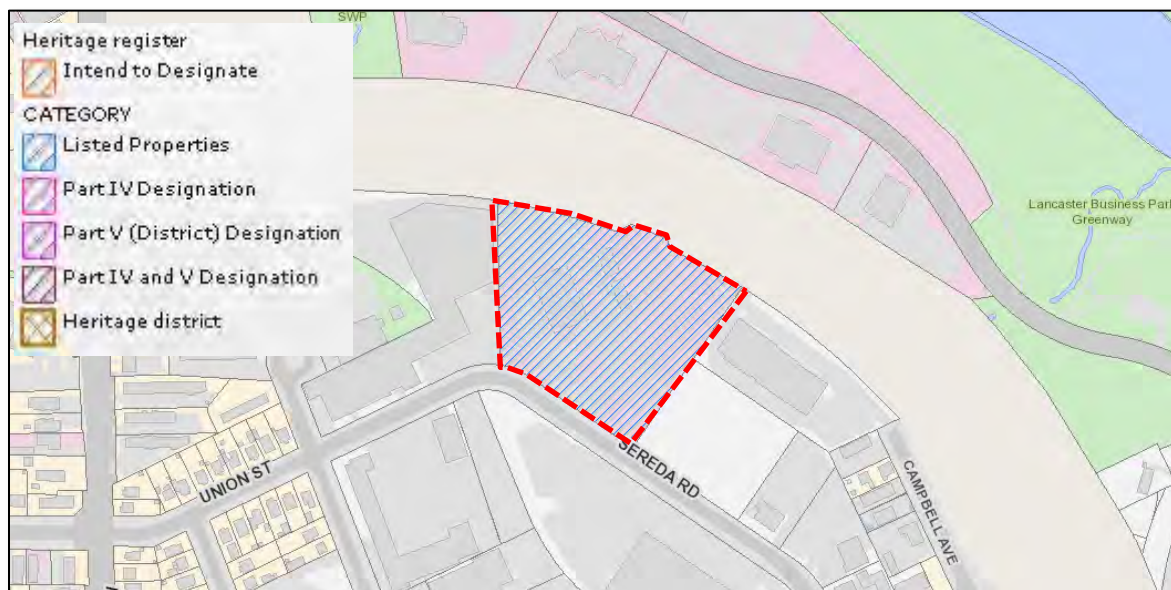 SWP
Heritage register
Intend to Designate
CATEGORY
Listed Properties
Part IV Designation
Part V (District) Designation
Part IV and V Designation
Heritage district
Lancaster Business Park
Greenway
UNION ST
SEREDA RD
CAMPBELL AVE